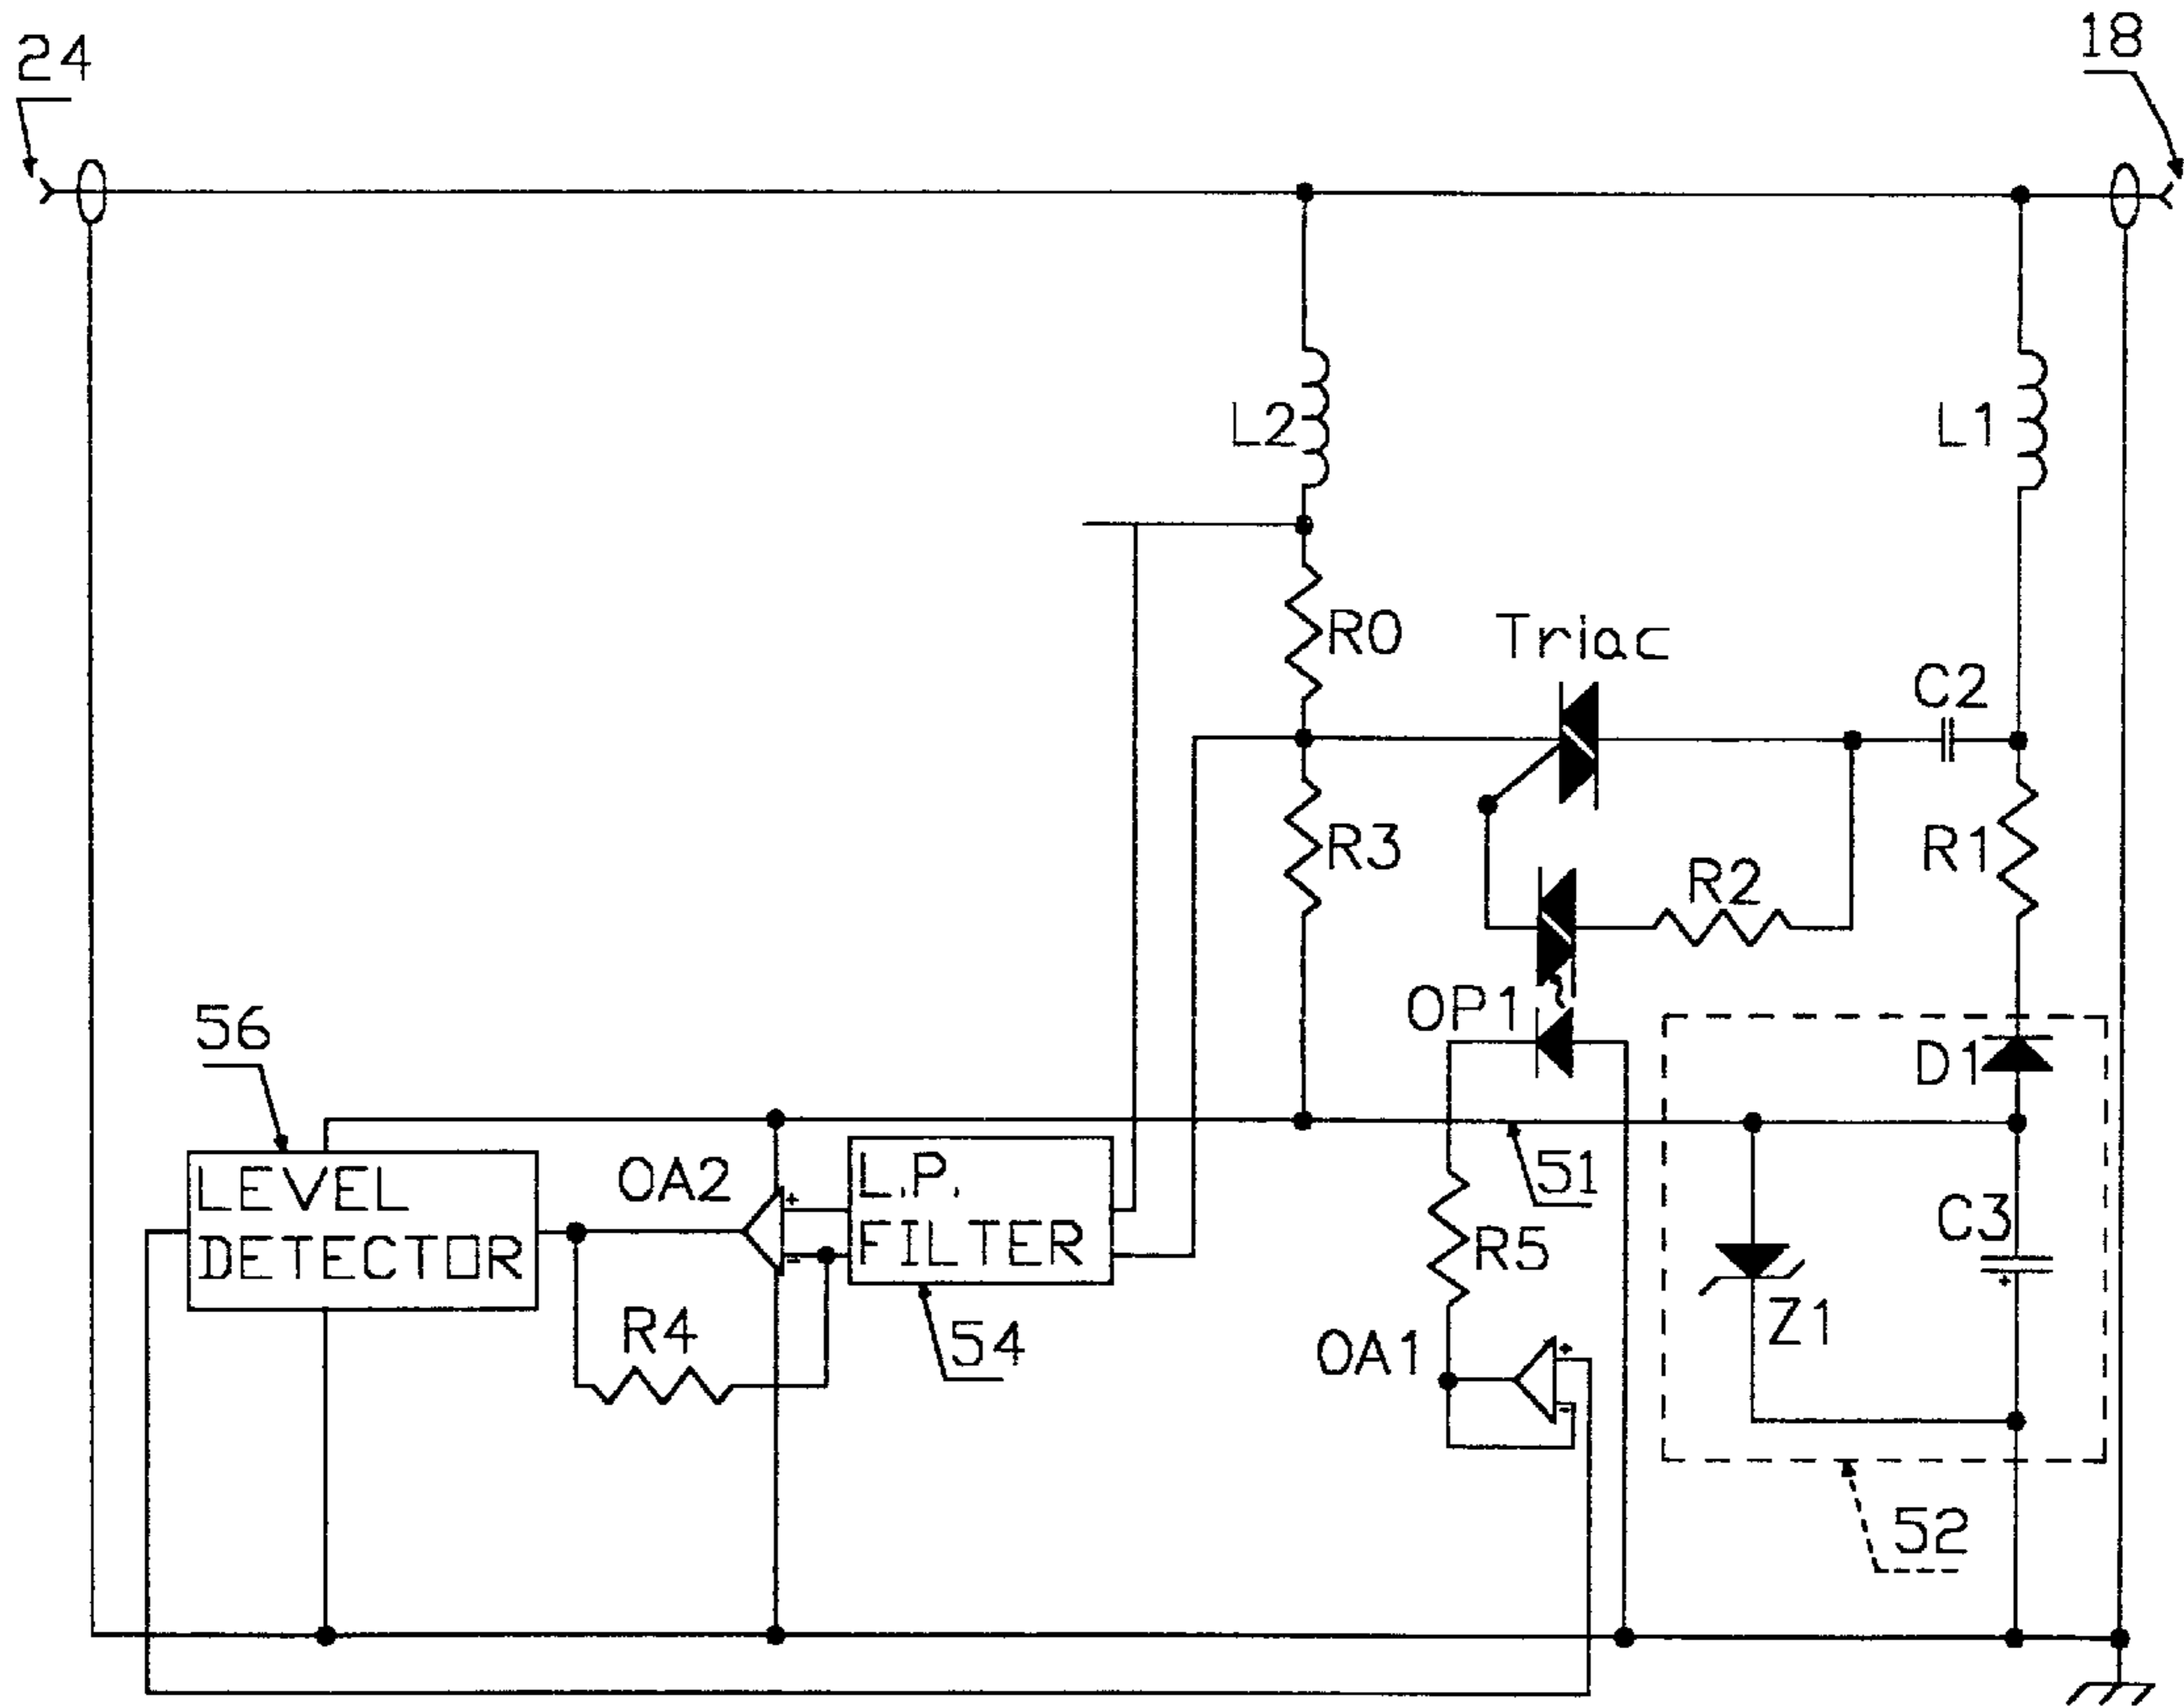 24
18
L2
L1
R0
Triac
C2
R3
R1
R2
OP1
56
D1
LEVEL
DETECTOR
OA2
+
-
L.P.
FILTER
51
C3
+
R5
R4
54
OA1
+
-
Z1
52